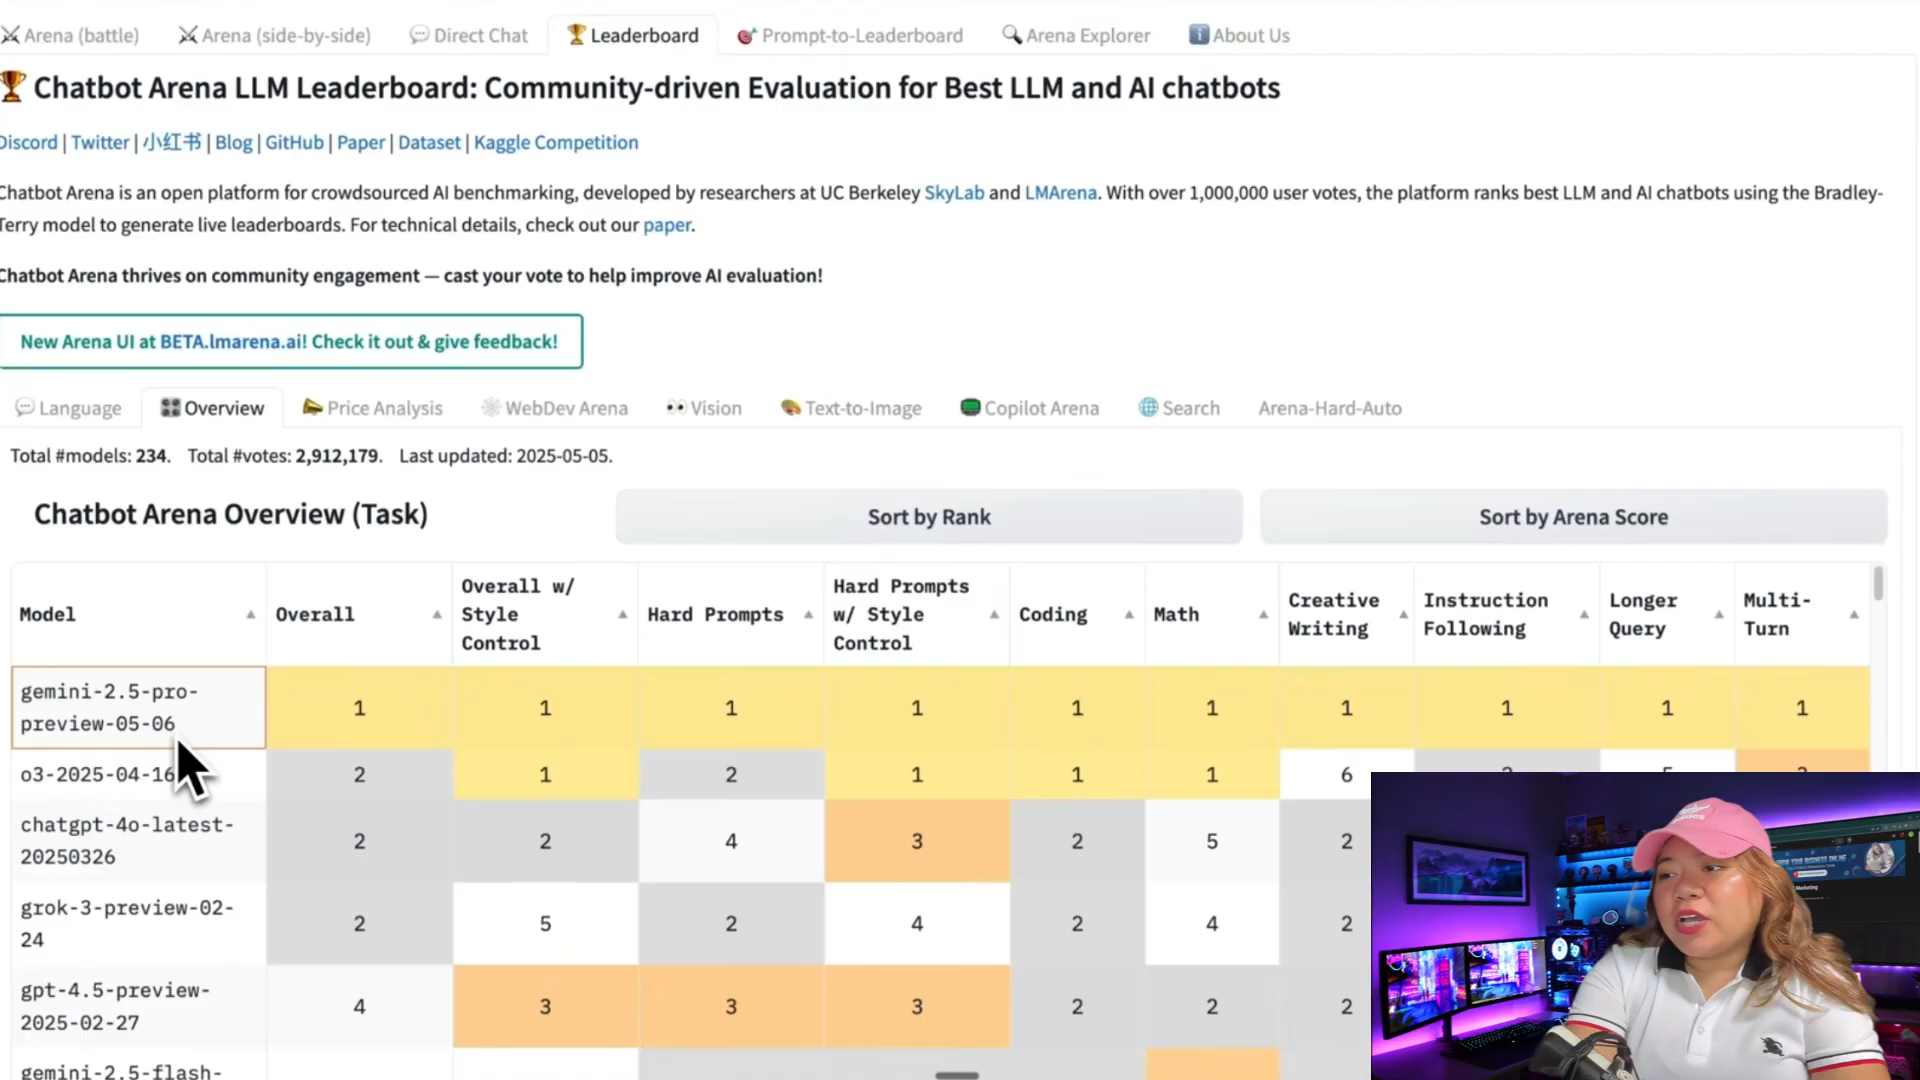 Arena (battle) Arena (side-by-side) Direct Chat Leaderboard Prompt-to-Leaderboard Arena Explorer About Us
Chatbot Arena LLM Leaderboard: Community-driven Evaluation for Best LLM and AI chatbots
Discord | Twitter | 小红书 | Blog | GitHub | Paper | Dataset | Kaggle Competition
Chatbot Arena is an open platform for crowdsourced AI benchmarking, developed by researchers at UC Berkeley SkyLab and LMArena. With over 1,000,000 user votes, the platform ranks best LLM and AI chatbots using the Bradley-
Terry model to generate live leaderboards. For technical details, check out our paper.
Chatbot Arena thrives on community engagement — cast your vote to help improve AI evaluation!
New Arena UI at BETA.lmarena.ai! Check it out & give feedback!
Language Overview Price Analysis WebDev Arena Vision Text-to-Image Copilot Arena Search Arena-Hard-Auto
Total #models: 234. Total #votes: 2,912,179. Last updated: 2025-05-05.
Chatbot Arena Overview (Task) Sort by Rank Sort by Arena Score
Model Overall Overall w/ Style Control Hard Prompts Hard Prompts w/ Style Control Coding Math Creative Writing Instruction Following Longer Query Multi-Turn
gemini-2.5-pro-preview-05-06 1 1 1 1 1 1 1 1 1 1
o3-2025-04-16 2 1 2 1 1 1 6
chatgpt-4o-latest-20250326 2 2 4 3 2 5 2
grok-3-preview-02-24 2 5 2 4 2 4 2
gpt-4.5-preview-2025-02-27 4 3 3 3 2 2 2
gemini-2.5-flash-